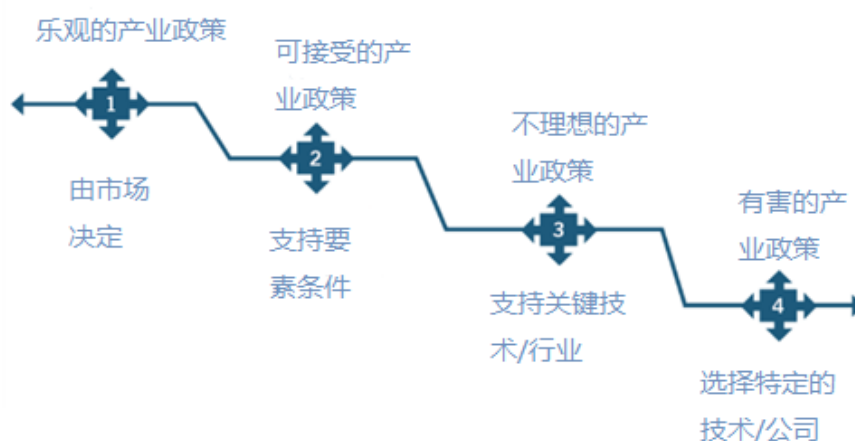 乐观的产业政策
1
由市场
决定
可接受的产
业政策
2
支持要
素条件
不理想的产
业政策
3
支持关键技
术/行业
有害的产
业政策
4
选择特定的
技术/公司